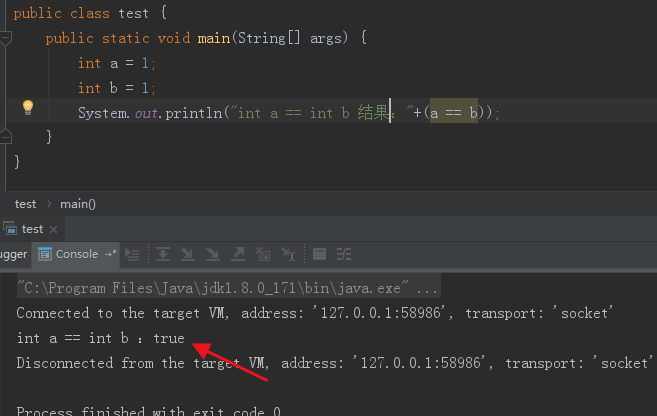 public class test {
public static void main(String[] args) {
int a = 1;
int b = 1;
System.out.println("int a == int b 结果："+(a == b));
}
}
test > main()
test ×
ugger Console
"C:\Program Files\Java\jdk1.8.0_171\bin\java.exe" ...
Connected to the target VM, address: '127.0.0.1:58986', transport: 'socket'
int a == int b ：true
Disconnected from the target VM, address: '127.0.0.1:58986', transport: 'socket'
Process finished with exit code 0